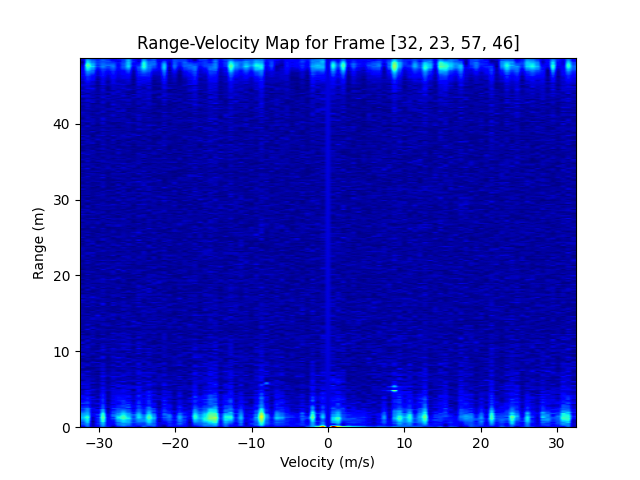 Range-Velocity Map for Frame [32, 23, 57, 46]
40
30
20
10
0
Range (m)
−30 −20 −10 0 10 20 30
Velocity (m/s)